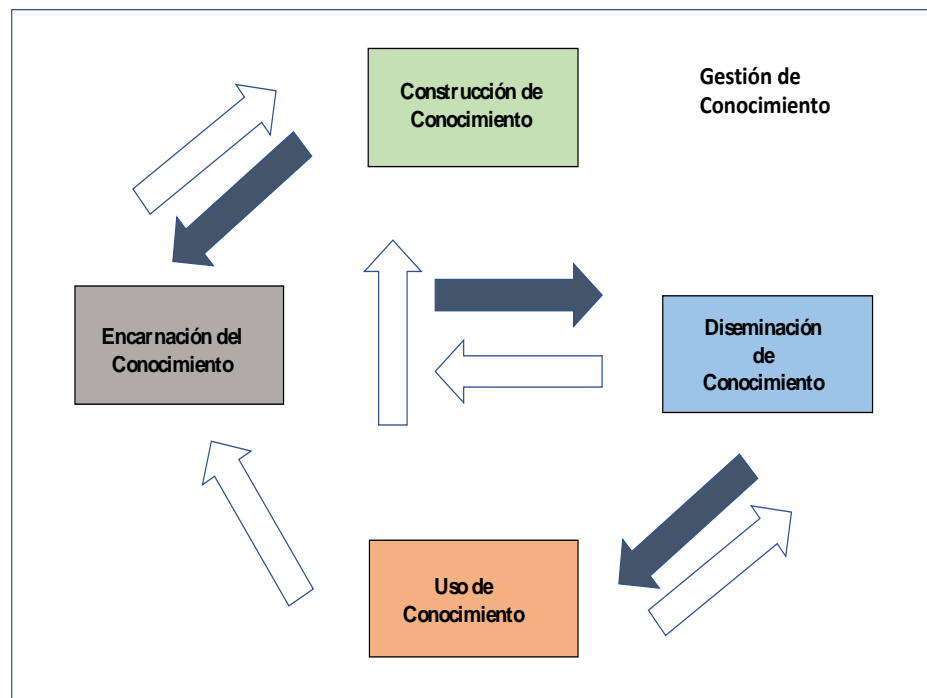 Construcción de
Conocimiento
Gestión de
Conocimiento
Encarnación del
Conocimiento
Diseminación
de
Conocimiento
Uso de
Conocimiento